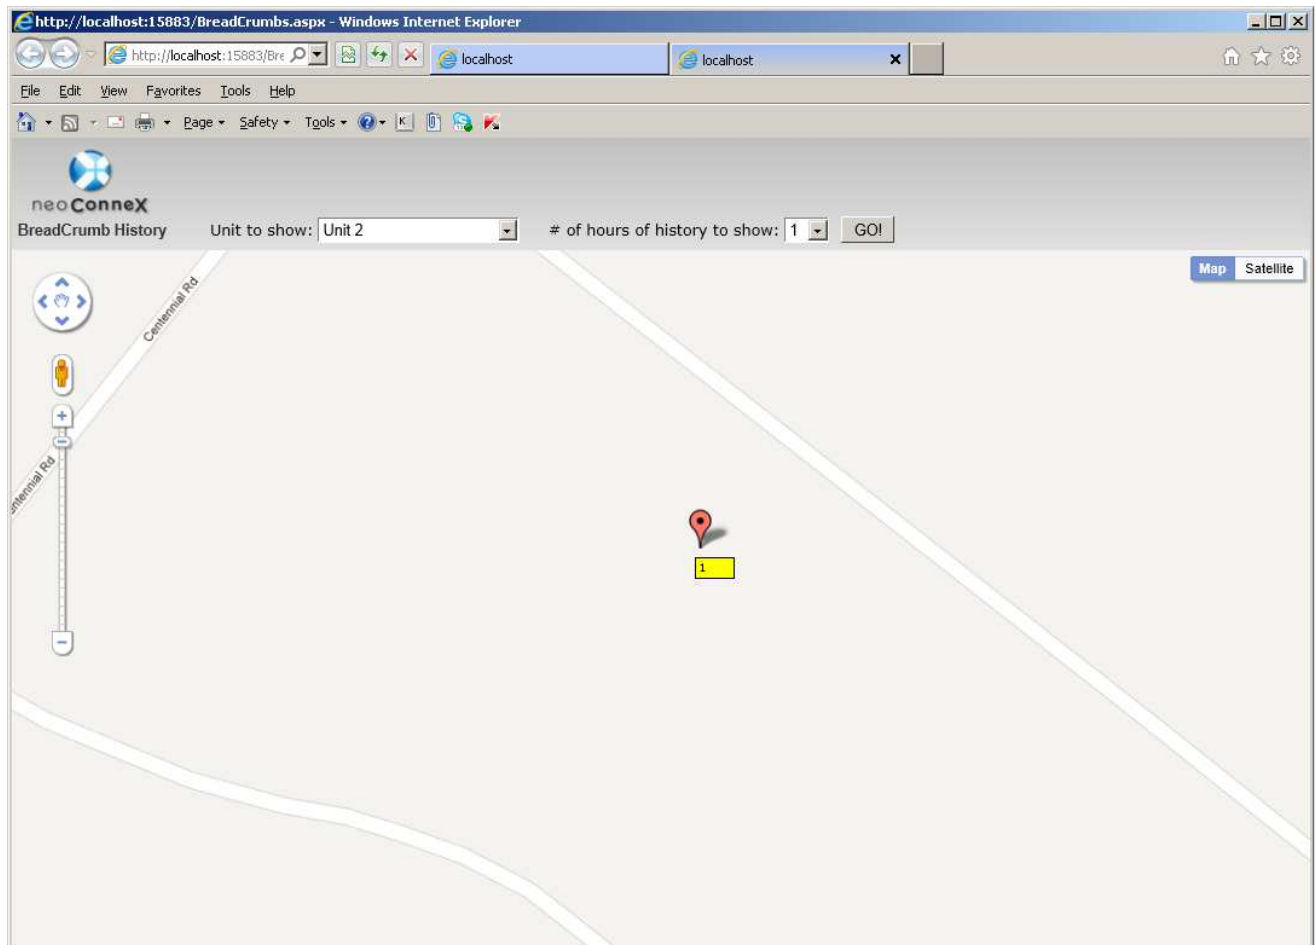 http://localhost:15883/BreadCrumbs.aspx - Windows Internet Explorer
http://localhost:15883/Bre
localhost
localhost
File Edit View Favorites Tools Help
Page Safety Tools
neoConneX
BreadCrumb History Unit to show: Unit 2 # of hours of history to show: 1 GO!
Map Satellite
Centennial Rd
ntennial Rd
1